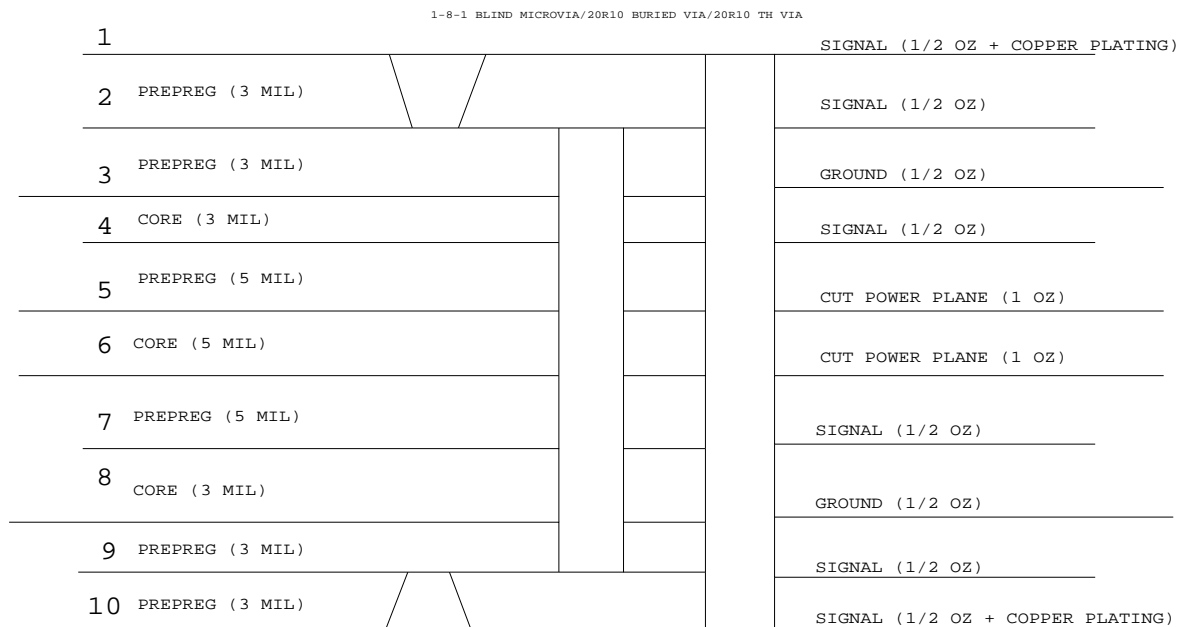 1-8-1 BLIND MICROVIA/20R10 BURIED VIA/20R10 TH VIA
1
SIGNAL (1/2 OZ + COPPER PLATING)
2 PREPREG (3 MIL)
SIGNAL (1/2 OZ)
3 PREPREG (3 MIL)
GROUND (1/2 OZ)
4 CORE (3 MIL)
SIGNAL (1/2 OZ)
5 PREPREG (5 MIL)
CUT POWER PLANE (1 OZ)
6 CORE (5 MIL)
CUT POWER PLANE (1 OZ)
7 PREPREG (5 MIL)
SIGNAL (1/2 OZ)
8 CORE (3 MIL)
GROUND (1/2 OZ)
9 PREPREG (3 MIL)
SIGNAL (1/2 OZ)
10 PREPREG (3 MIL)
SIGNAL (1/2 OZ + COPPER PLATING)